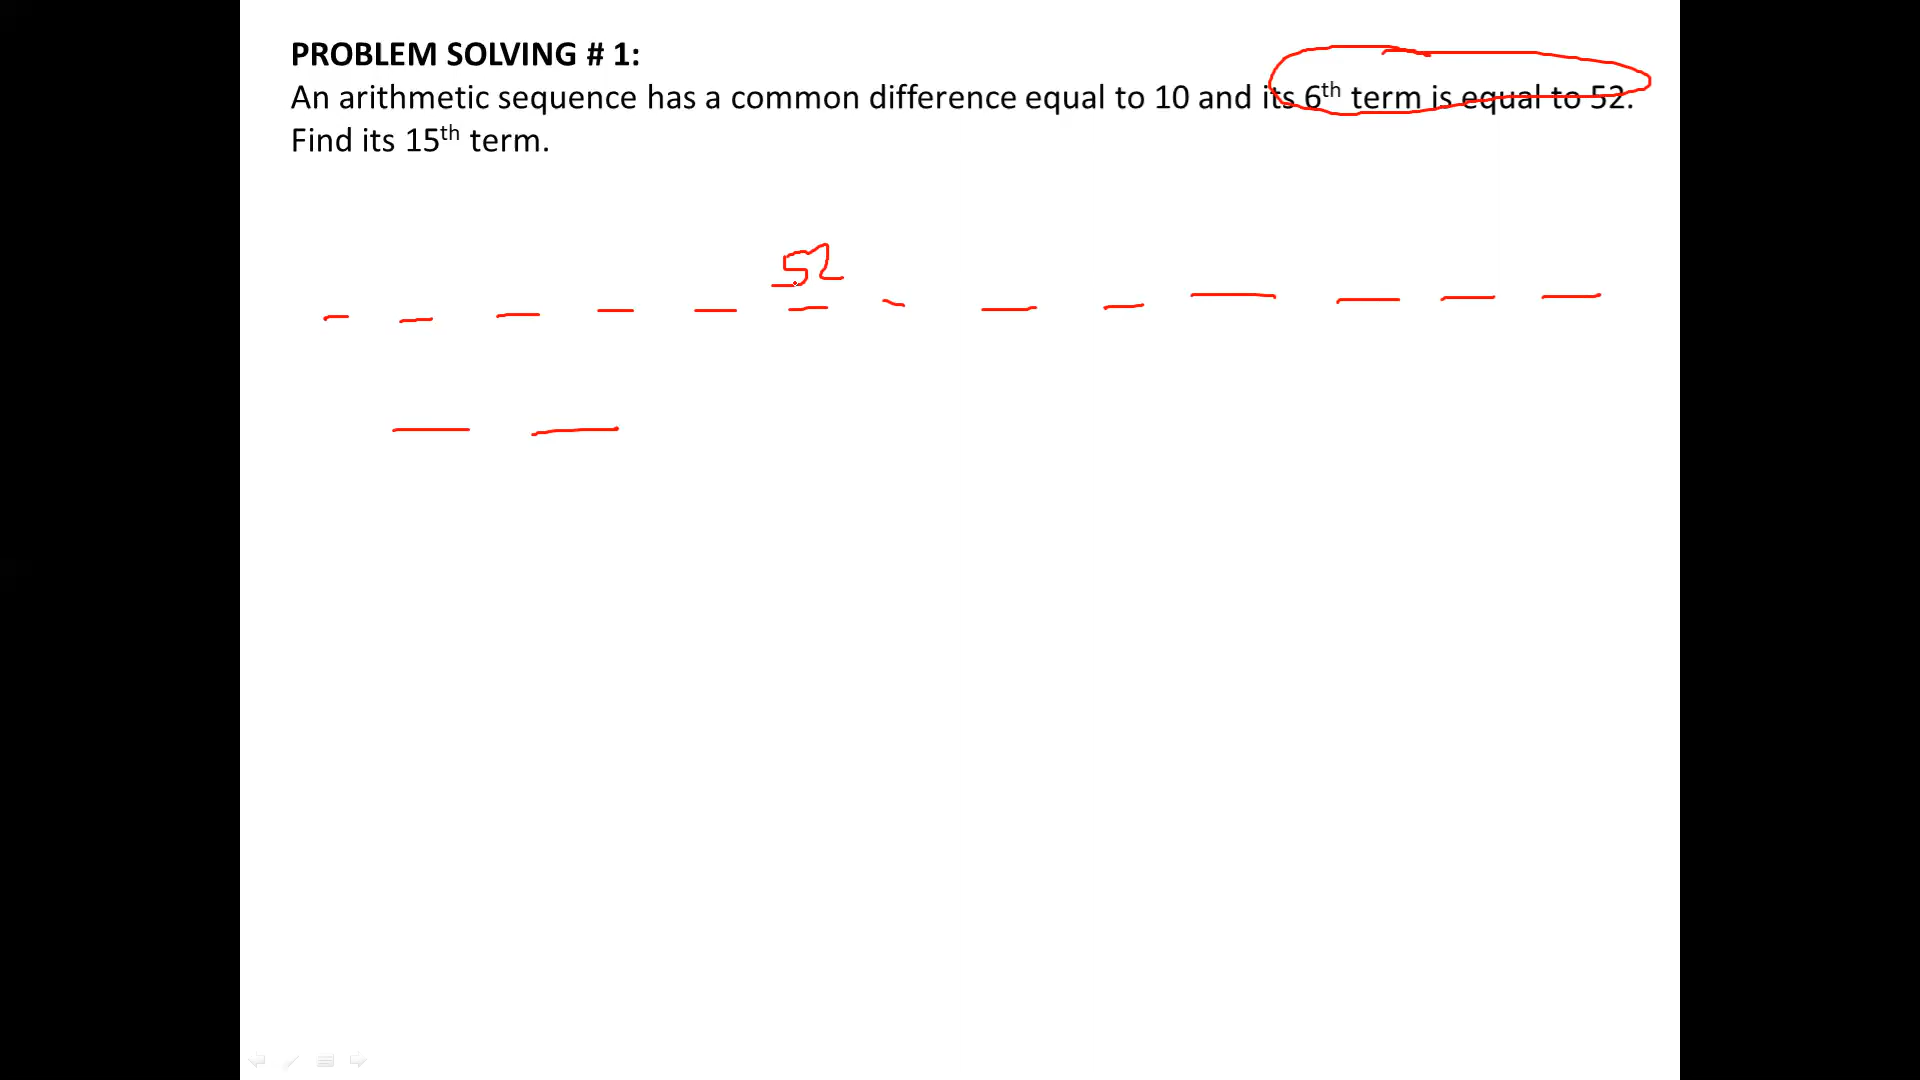 PROBLEM SOLVING # 1:
An arithmetic sequence has a common difference equal to 10 and its 6th term is equal to 52.
Find its 15th term.
52